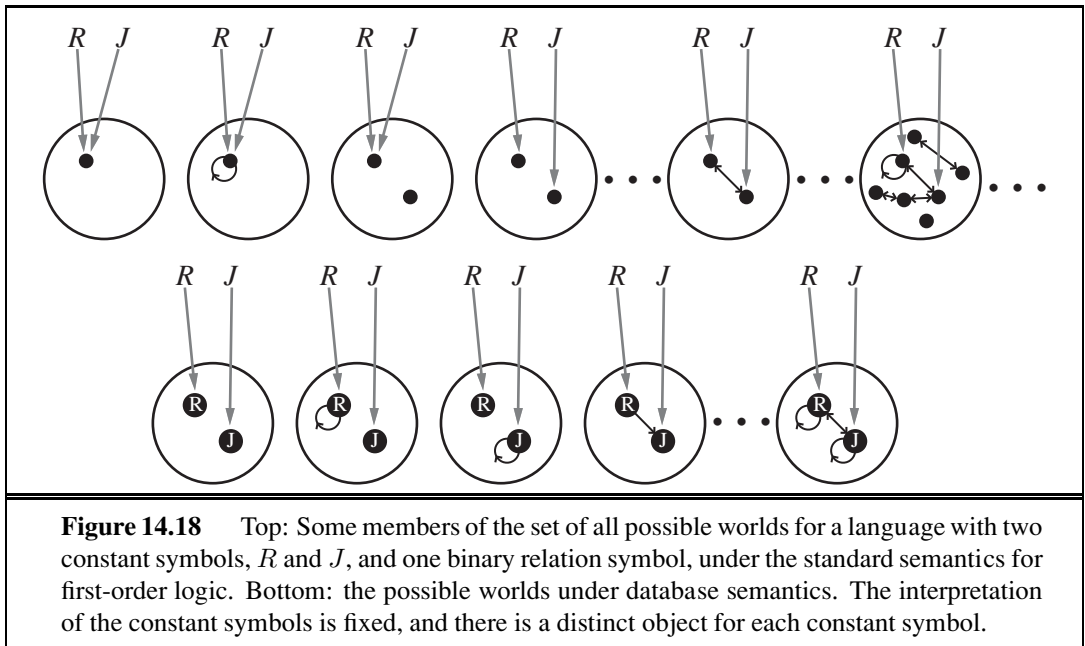 R J R J R J R J R J R J
R J R J R J R J R J
R R R R R
J J J J J
Figure 14.18 Top: Some members of the set of all possible worlds for a language with two
constant symbols, R and J, and one binary relation symbol, under the standard semantics for
first-order logic. Bottom: the possible worlds under database semantics. The interpretation
of the constant symbols is fixed, and there is a distinct object for each constant symbol.